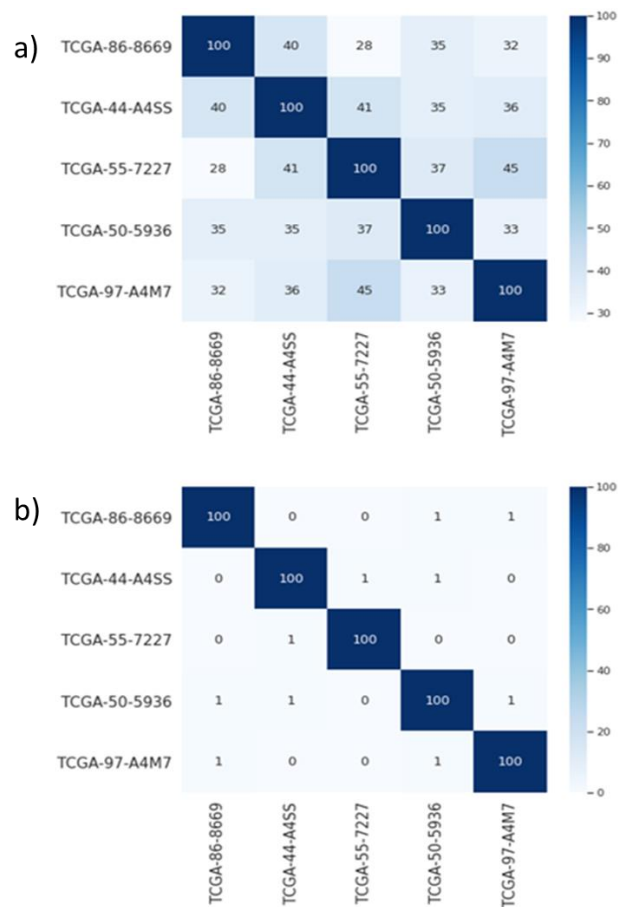 a)
TCGA-86-8669 100 40 28 35 32
TCGA-44-A4SS 40 100 41 35 36
TCGA-55-7227 28 41 100 37 45
TCGA-50-5936 35 35 37 100 33
TCGA-97-A4M7 32 36 45 33 100
TCGA-86-8669
TCGA-44-A4SS
TCGA-55-7227
TCGA-50-5936
TCGA-97-A4M7
100
90
80
70
60
50
40
30
b)
TCGA-86-8669 100 0 0 1 1
TCGA-44-A4SS 0 100 1 1 0
TCGA-55-7227 0 1 100 0 0
TCGA-50-5936 1 1 0 100 1
TCGA-97-A4M7 1 0 0 1 100
TCGA-86-8669
TCGA-44-A4SS
TCGA-55-7227
TCGA-50-5936
TCGA-97-A4M7
100
80
60
40
20
0